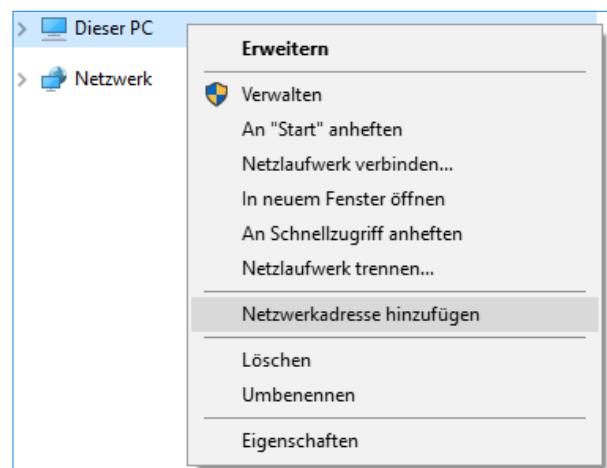 Dieser PC
Netzwerk
Erweitern
Verwalten
An "Start" anheften
Netzlaufwerk verbinden...
In neuem Fenster öffnen
An Schnellzugriff anheften
Netzlaufwerk trennen...
Netzwerkadresse hinzufügen
Löschen
Umbenennen
Eigenschaften